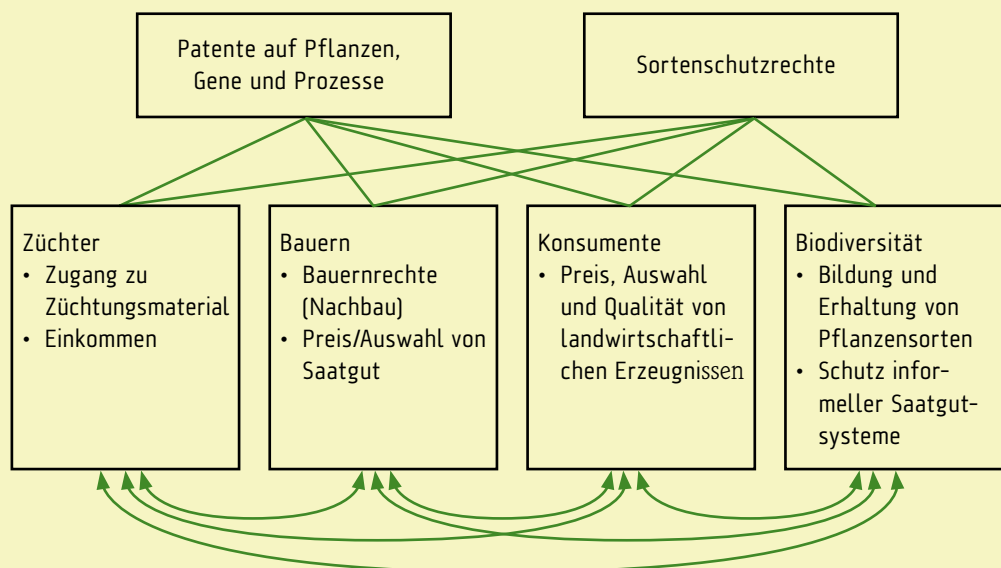 Patente auf Pflanzen,
Gene und Prozesse
Sortenschutzrechte
Züchter
• Zugang zu
Züchtungsmaterial
• Einkommen
Bauern
• Bauernrechte
(Nachbau)
• Preis/Auswahl von
Saatgut
Konsumente
• Preis, Auswahl
und Qualität von
landwirtschaftli-
chen Erzeugnissen
Biodiversität
• Bildung und
Erhaltung von
Pflanzensorten
• Schutz infor-
meller Saatgut-
systeme